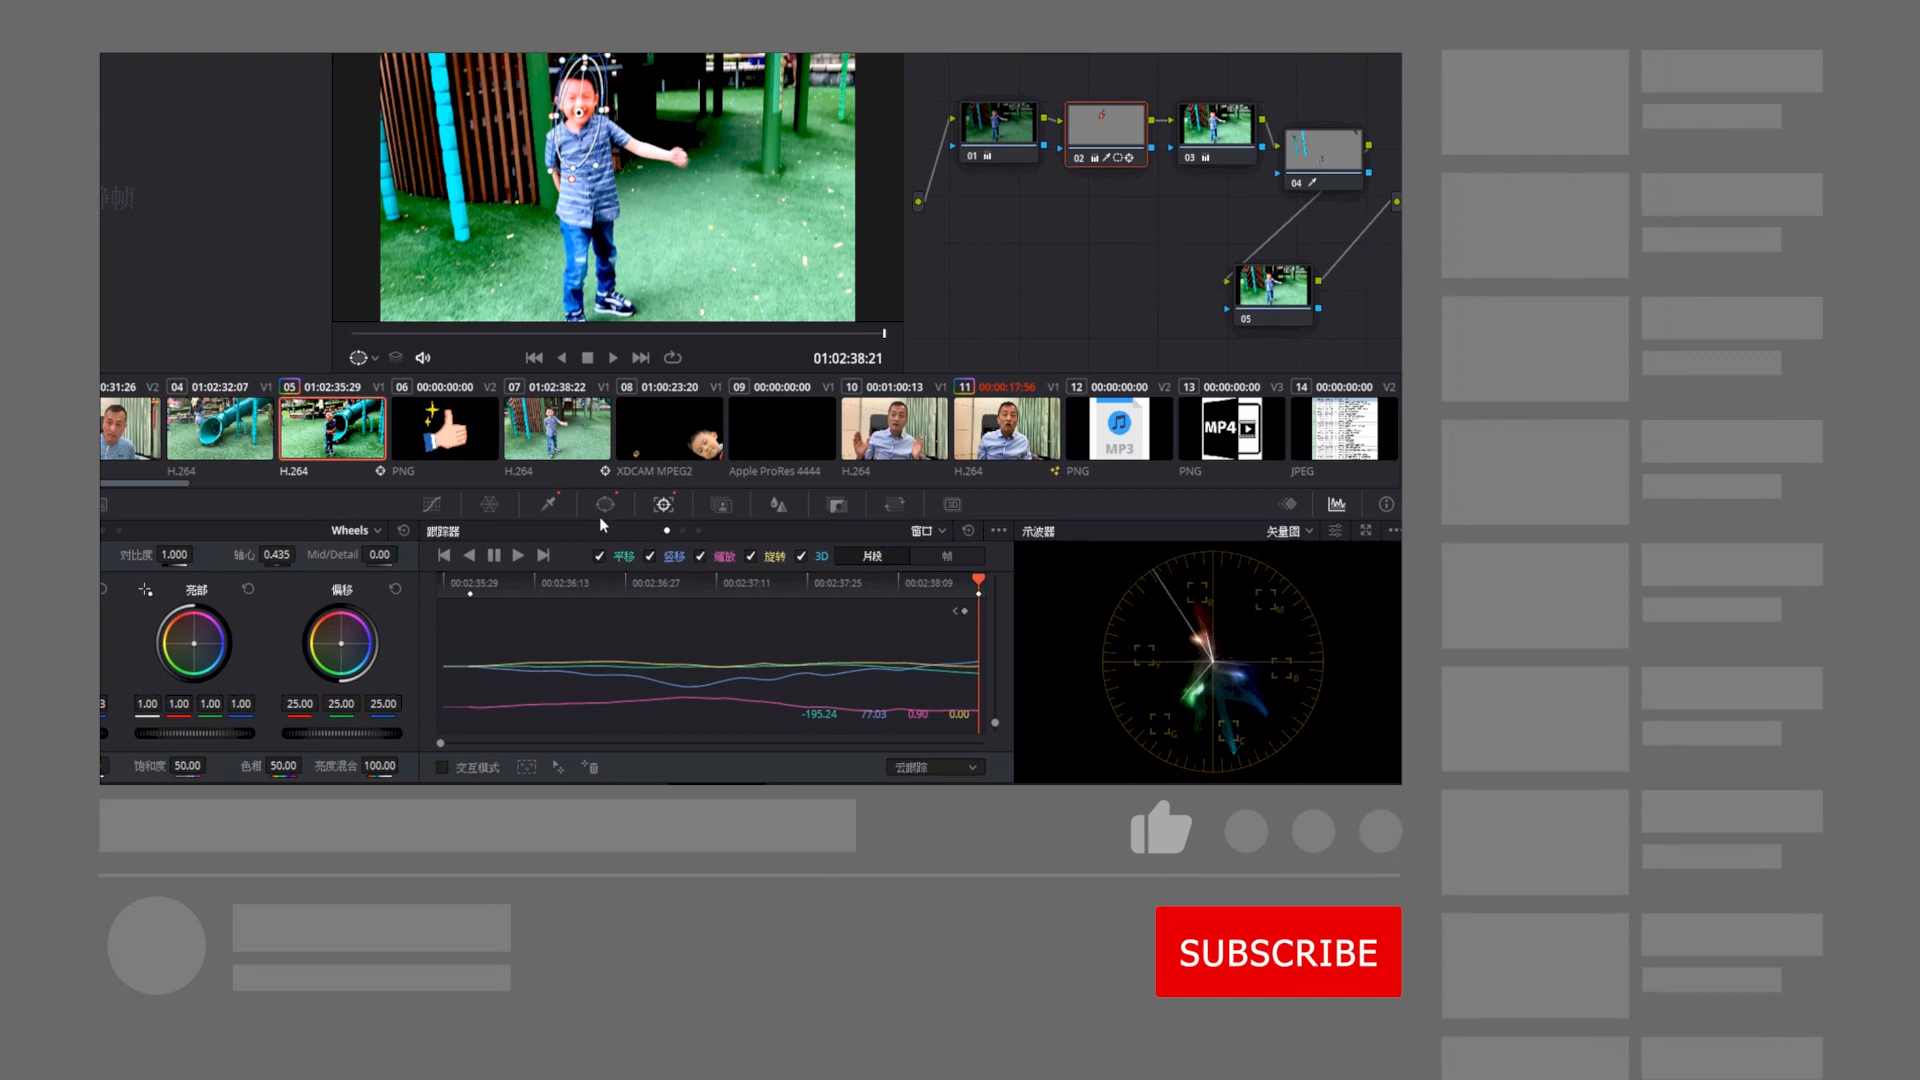 静帧
01
02
03
04
05
01:02:38:21
0:31:26 V2 04 01:02:32:07 V1 05 01:02:35:29 V1 06 00:00:00:00 V2 07 01:02:38:22 V1 08 01:00:23:20 V1 09 00:00:00:00 V1 10 00:01:00:13 V1 11 00:00:17:56 V1 12 00:00:00:00 V2 13 00:00:00:00 V3 14 00:00:00:00 V2
MP3
MP4
H.264 H.264 PNG H.264 XDCAM MPEG2 Apple ProRes 4444 H.264 H.264 PNG PNG JPEG
3D
Wheels 跟踪器 窗口 示波器 矢量图
对比度 1.000 轴心 0.435 Mid/Detail 0.00
平移 竖移 缩放 旋转 3D 片段 帧
00:02:35:29 00:02:36:13 00:02:36:27 00:02:37:11 00:02:37:25 00:02:38:09
亮部 偏移
R
M
Y
B
G
C
3 1.00 1.00 1.00 1.00 25.00 25.00 25.00
-195.24 77.03 0.90 0.00
饱和度 50.00 色相 50.00 亮度混合 100.00
交互模式 云跟踪
SUBSCRIBE